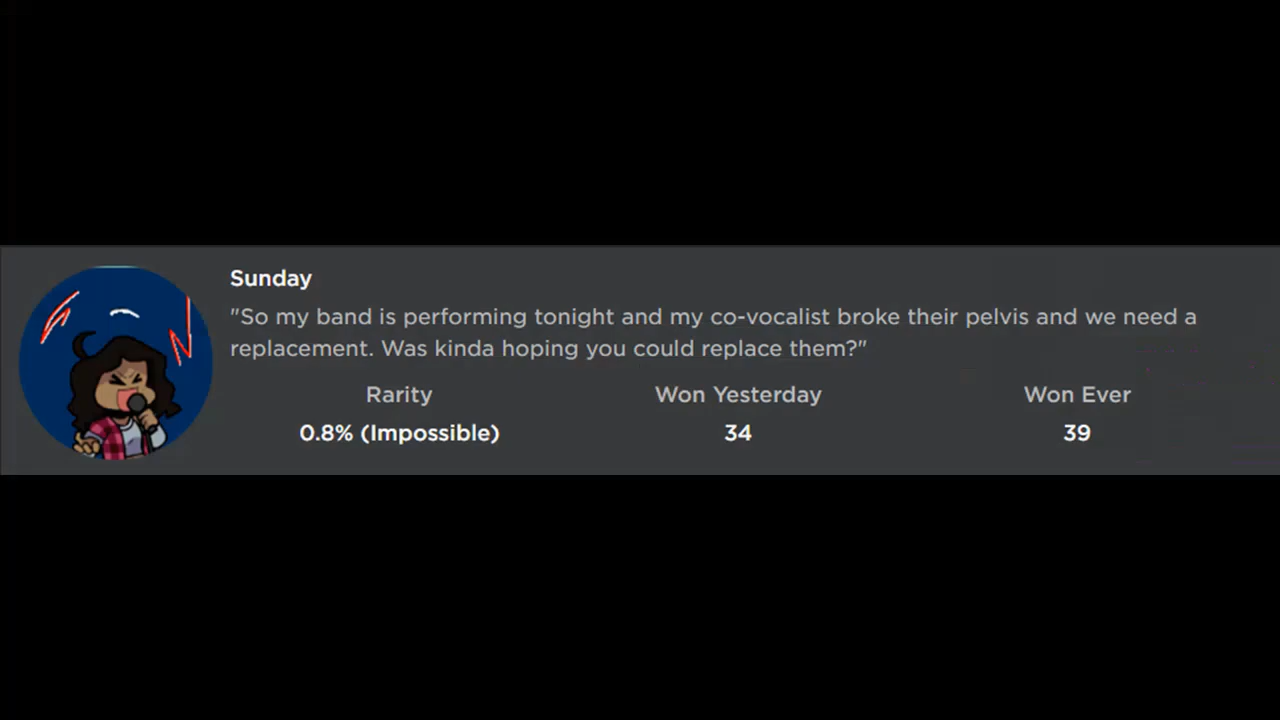 Sunday
"So my band is performing tonight and my co-vocalist broke their pelvis and we need a
replacement. Was kinda hoping you could replace them?"
Rarity Won Yesterday Won Ever
0.8% (Impossible) 34 39